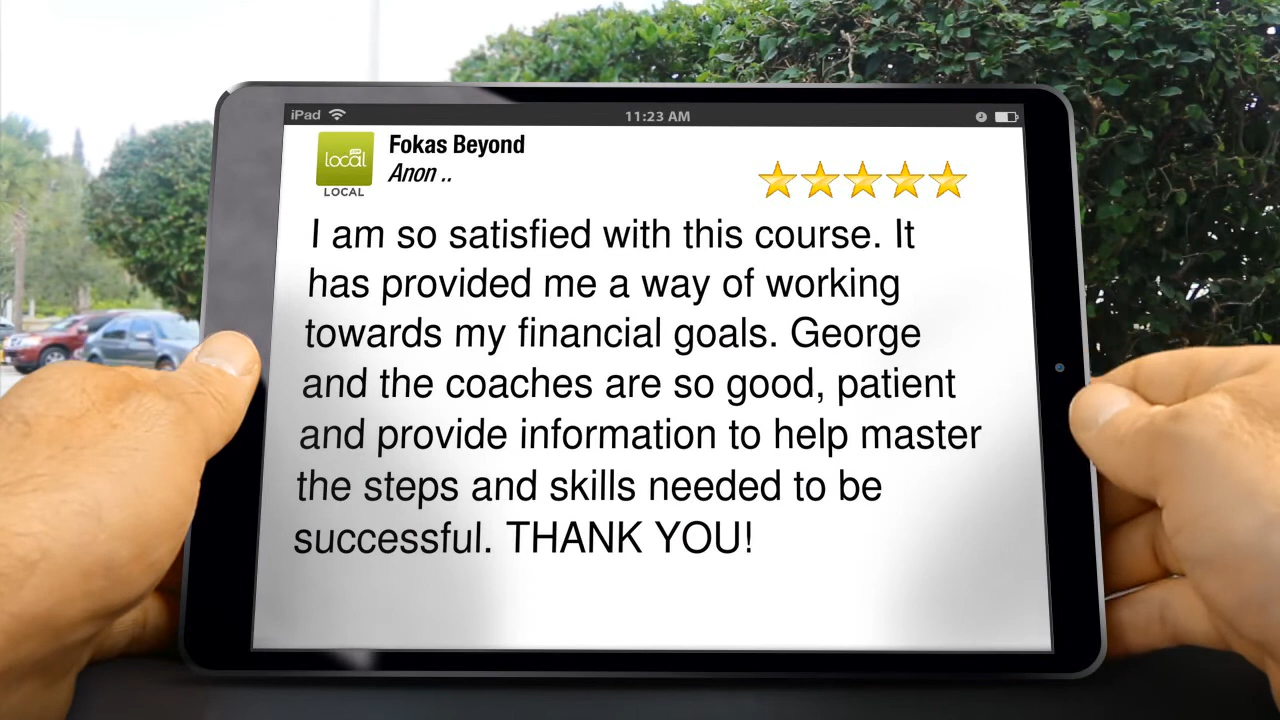 iPad 11:23 AM
local.com
LOCAL
Fokas Beyond
Anon ..
I am so satisfied with this course. It
has provided me a way of working
towards my financial goals. George
and the coaches are so good, patient
and provide information to help master
the steps and skills needed to be
successful. THANK YOU!